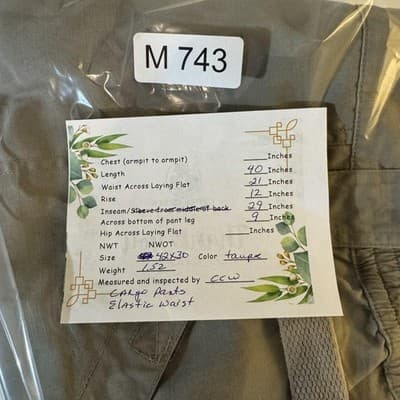 M 743
Chest (armpit to armpit) ___Inches
Length 40 Inches
Waist Across Laying Flat 21 Inches
Rise 12 Inches
Inseam/Sleeve from middle of back 29 Inches
Across bottom of pant leg 9 Inches
Hip Across Laying Flat ___Inches
NWT NWOT
Size 42x30 Color taupe
Weight 1.52
Measured and inspected by CCW
CARgo Pants
Elastic Waist